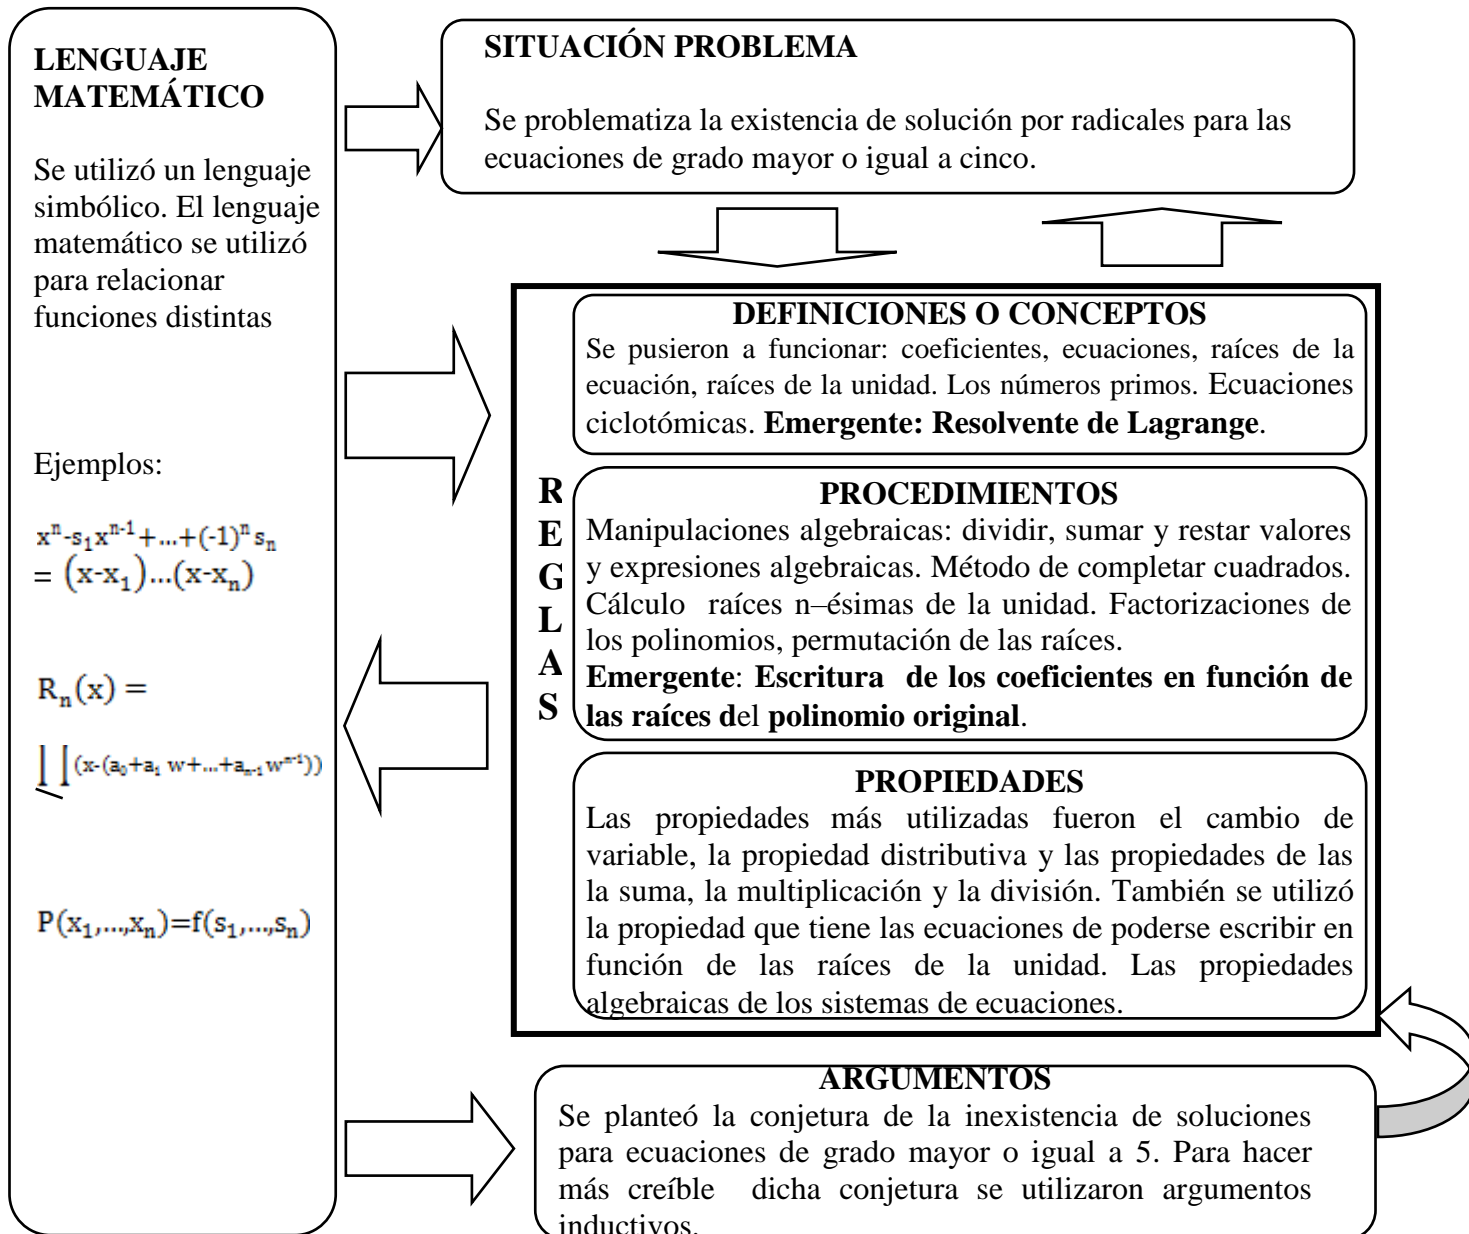 LENGUAJE
MATEMÁTICO
Se utilizó un lenguaje
simbólico. El lenguaje
matemático se utilizó
para relacionar
funciones distintas
Ejemplos:
xⁿ-s₁xⁿ⁻¹+...+(-1)ⁿsₙ
= (x-x₁)...(x-xₙ)
Rₙ(x) =
∏(x-(a₀+a₁ w+...+aₙ₋₁wⁿ⁻¹))
P(x₁,...,xₙ)=f(s₁,...,sₙ)
SITUACIÓN PROBLEMA
Se problematiza la existencia de solución por radicales para las
ecuaciones de grado mayor o igual a cinco.
R
E
G
L
A
S
DEFINICIONES O CONCEPTOS
Se pusieron a funcionar: coeficientes, ecuaciones, raíces de la
ecuación, raíces de la unidad. Los números primos. Ecuaciones
ciclotómicas. Emergente: Resolvente de Lagrange.
PROCEDIMIENTOS
Manipulaciones algebraicas: dividir, sumar y restar valores
y expresiones algebraicas. Método de completar cuadrados.
Cálculo raíces n–ésimas de la unidad. Factorizaciones de
los polinomios, permutación de las raíces.
Emergente: Escritura de los coeficientes en función de
las raíces del polinomio original.
PROPIEDADES
Las propiedades más utilizadas fueron el cambio de
variable, la propiedad distributiva y las propiedades de las
la suma, la multiplicación y la división. También se utilizó
la propiedad que tiene las ecuaciones de poderse escribir en
función de las raíces de la unidad. Las propiedades
algebraicas de los sistemas de ecuaciones.
ARGUMENTOS
Se planteó la conjetura de la inexistencia de soluciones
para ecuaciones de grado mayor o igual a 5. Para hacer
más creíble dicha conjetura se utilizaron argumentos
inductivos.